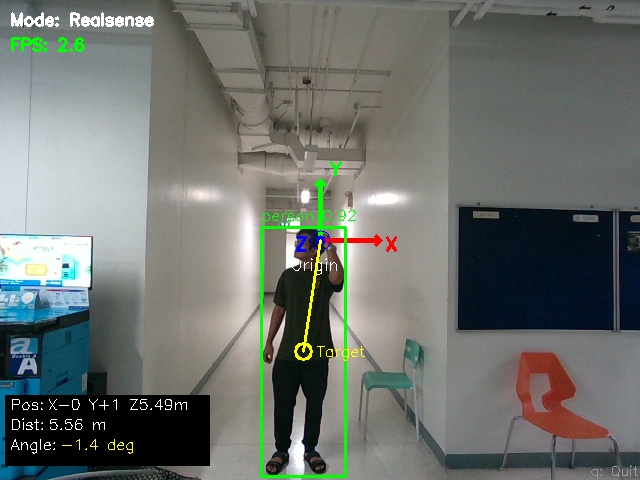 Mode: Realsense
FPS: 2.6
Y
person 0.92
Z
X
Origin
Target
Double A
A
Pos: X-0 Y+1 Z5.49m
Dist: 5.56 m
Angle: -1.4 deg
q: Quit